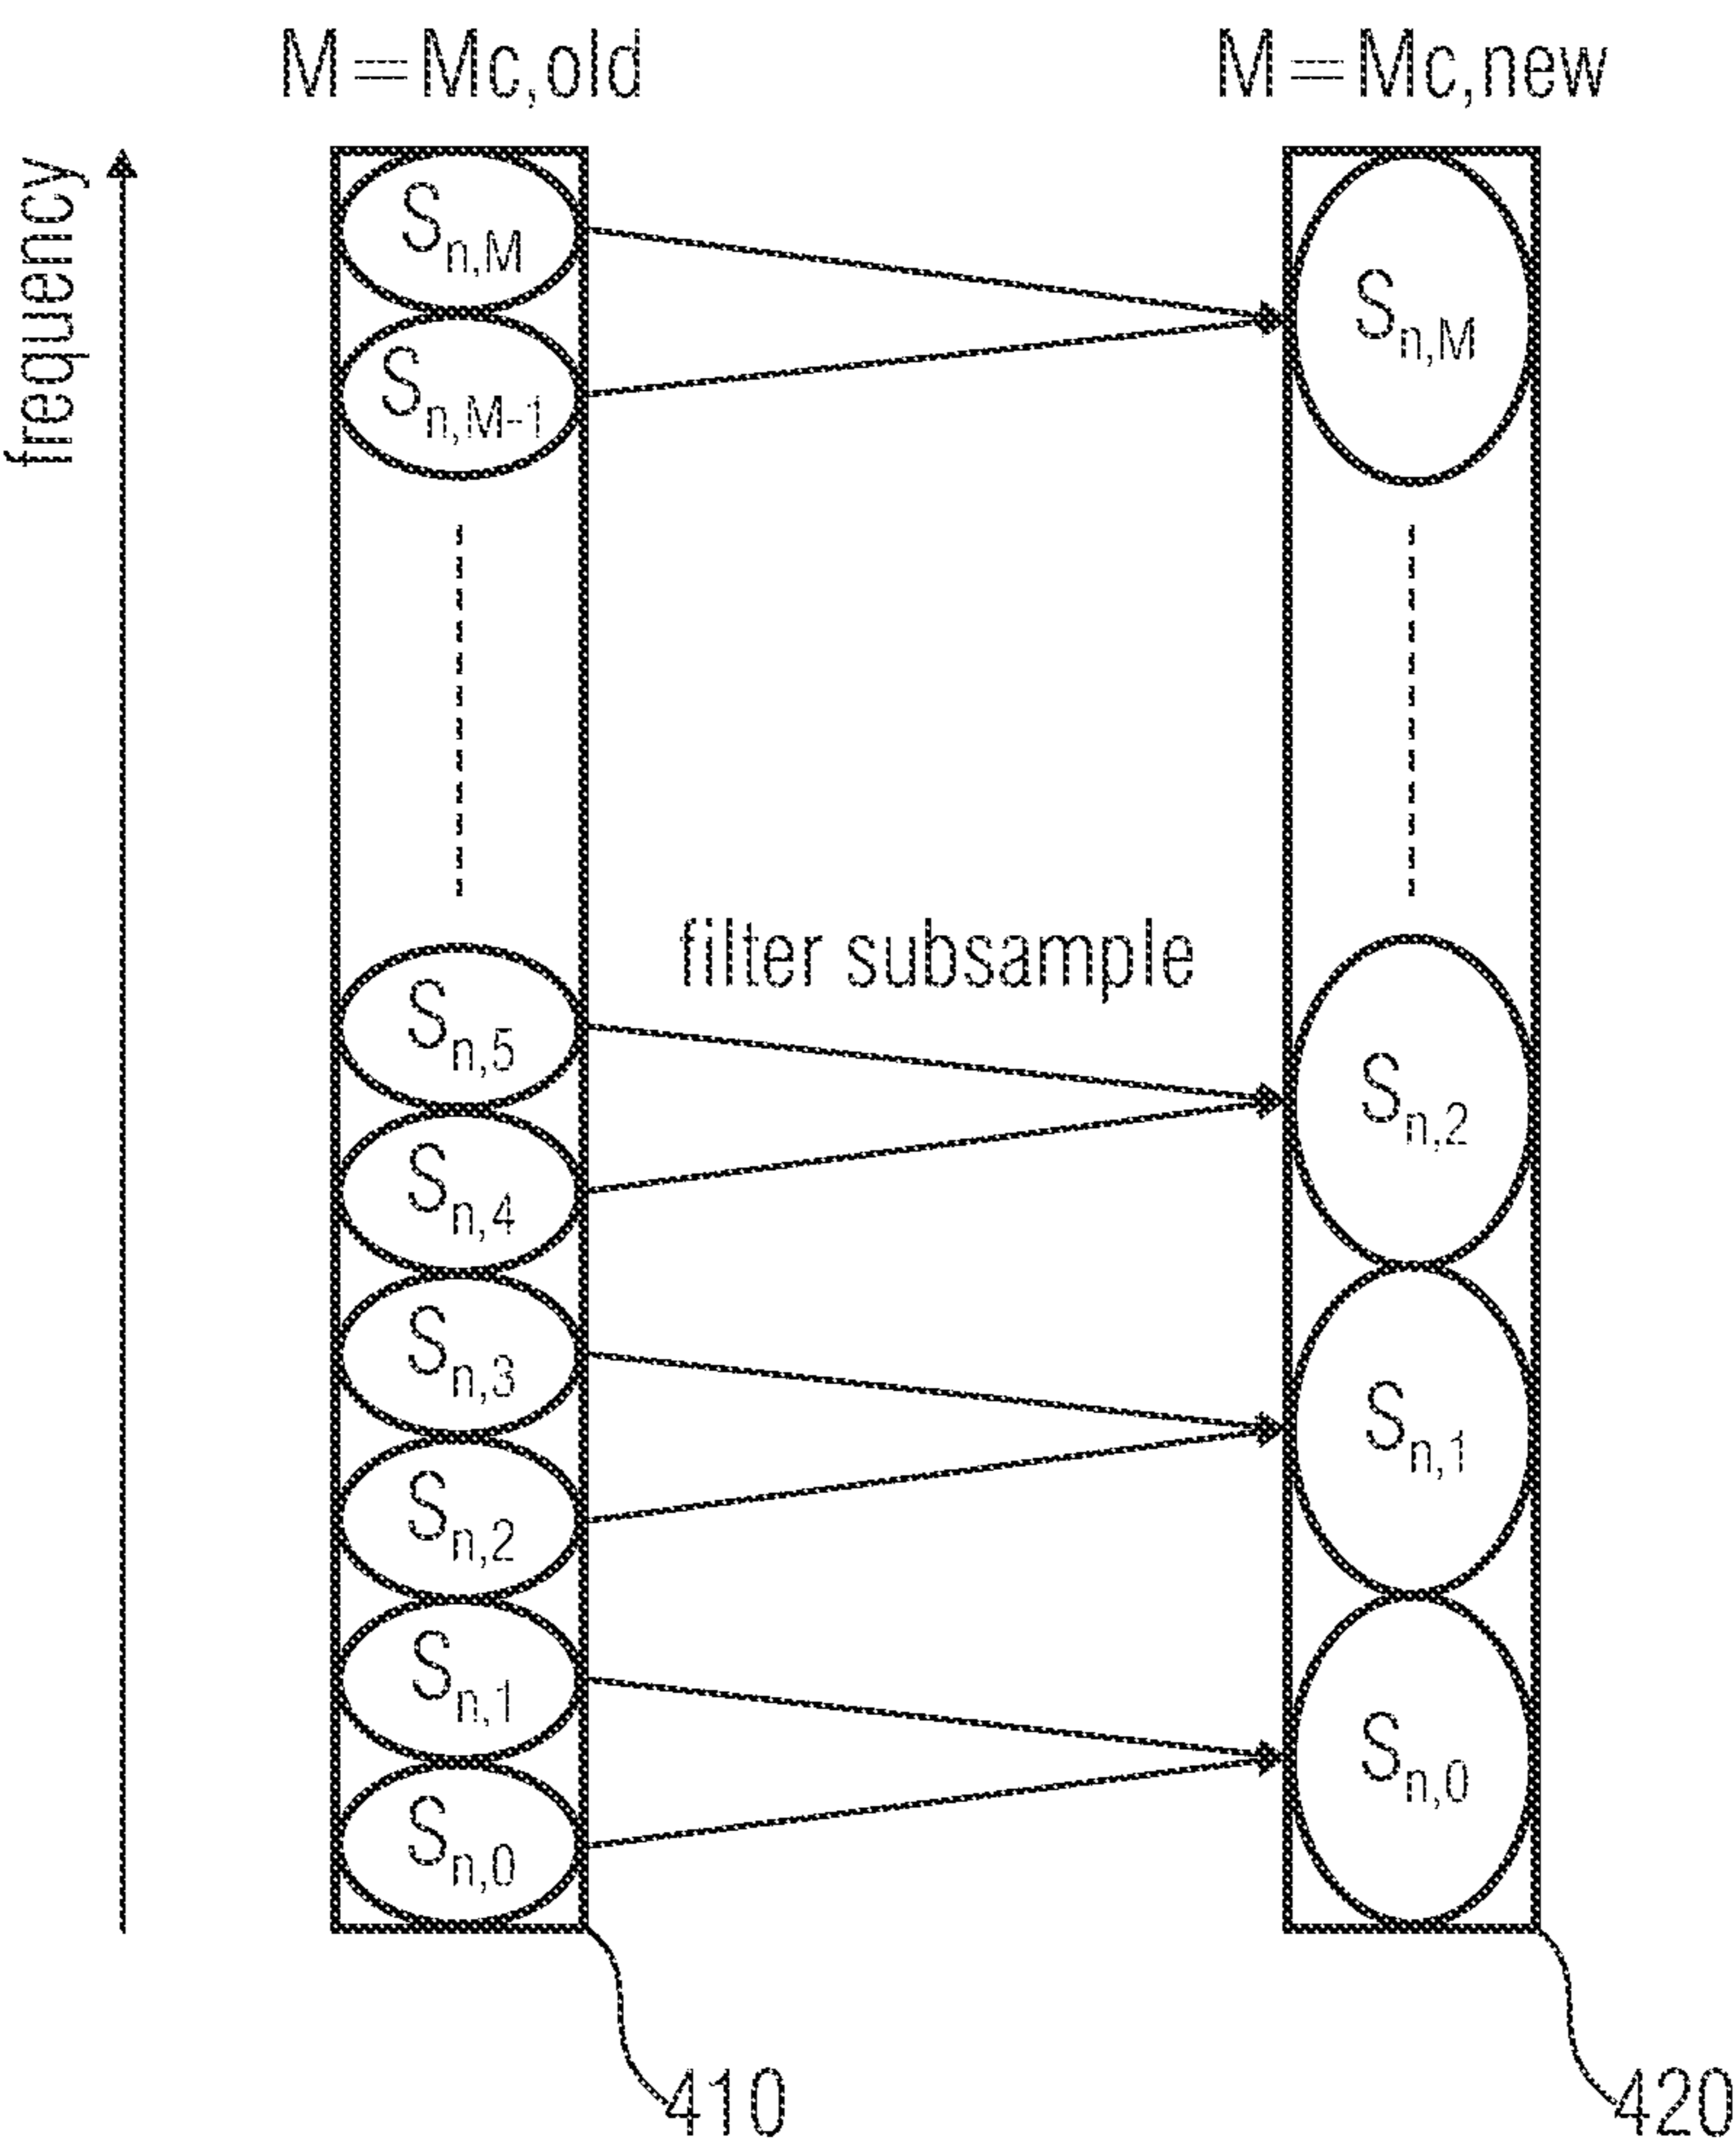 M=Mc,old
M=Mc,new
frequency
Sn,M
Sn,M-1
Sn,M
filter subsample
Sn,5
Sn,4
Sn,3
Sn,2
Sn,1
Sn,0
Sn,2
Sn,1
Sn,0
410
420